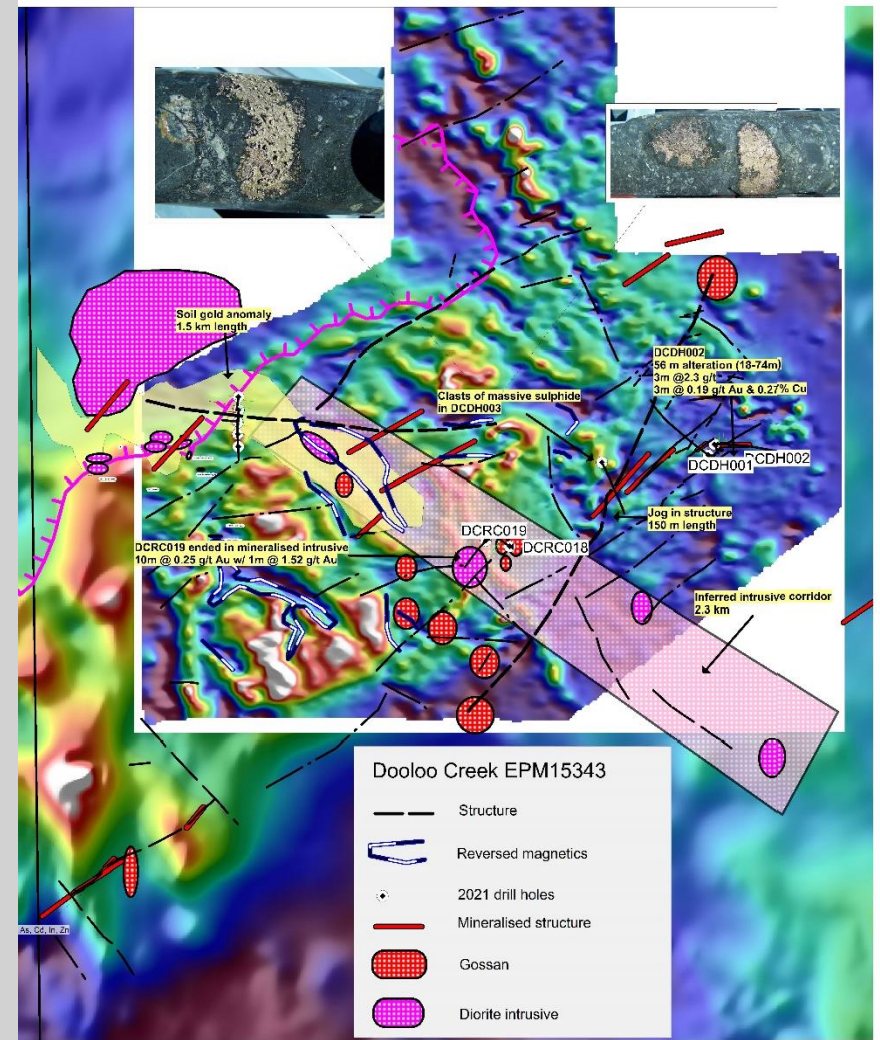 Soil gold anomaly
1.5 km length
Clasts of massive sulphide
in DCDH003
DCDH002
56 m alteration (18-74m)
3m @2.3 g/t
3m @ 0.19 g/t Au & 0.27% Cu
DCDH001
DCDH002
Jog in structure
150 m length
DCRC019
DCRC018
DCRC019 ended in mineralised intrusive
10m @ 0.25 g/t Au w/ 1m @ 1.52 g/t Au
Inferred intrusive corridor
2.3 km
As, Cd, In, Zn
Dooloo Creek EPM15343
Structure
Reversed magnetics
2021 drill holes
Mineralised structure
Gossan
Diorite intrusive